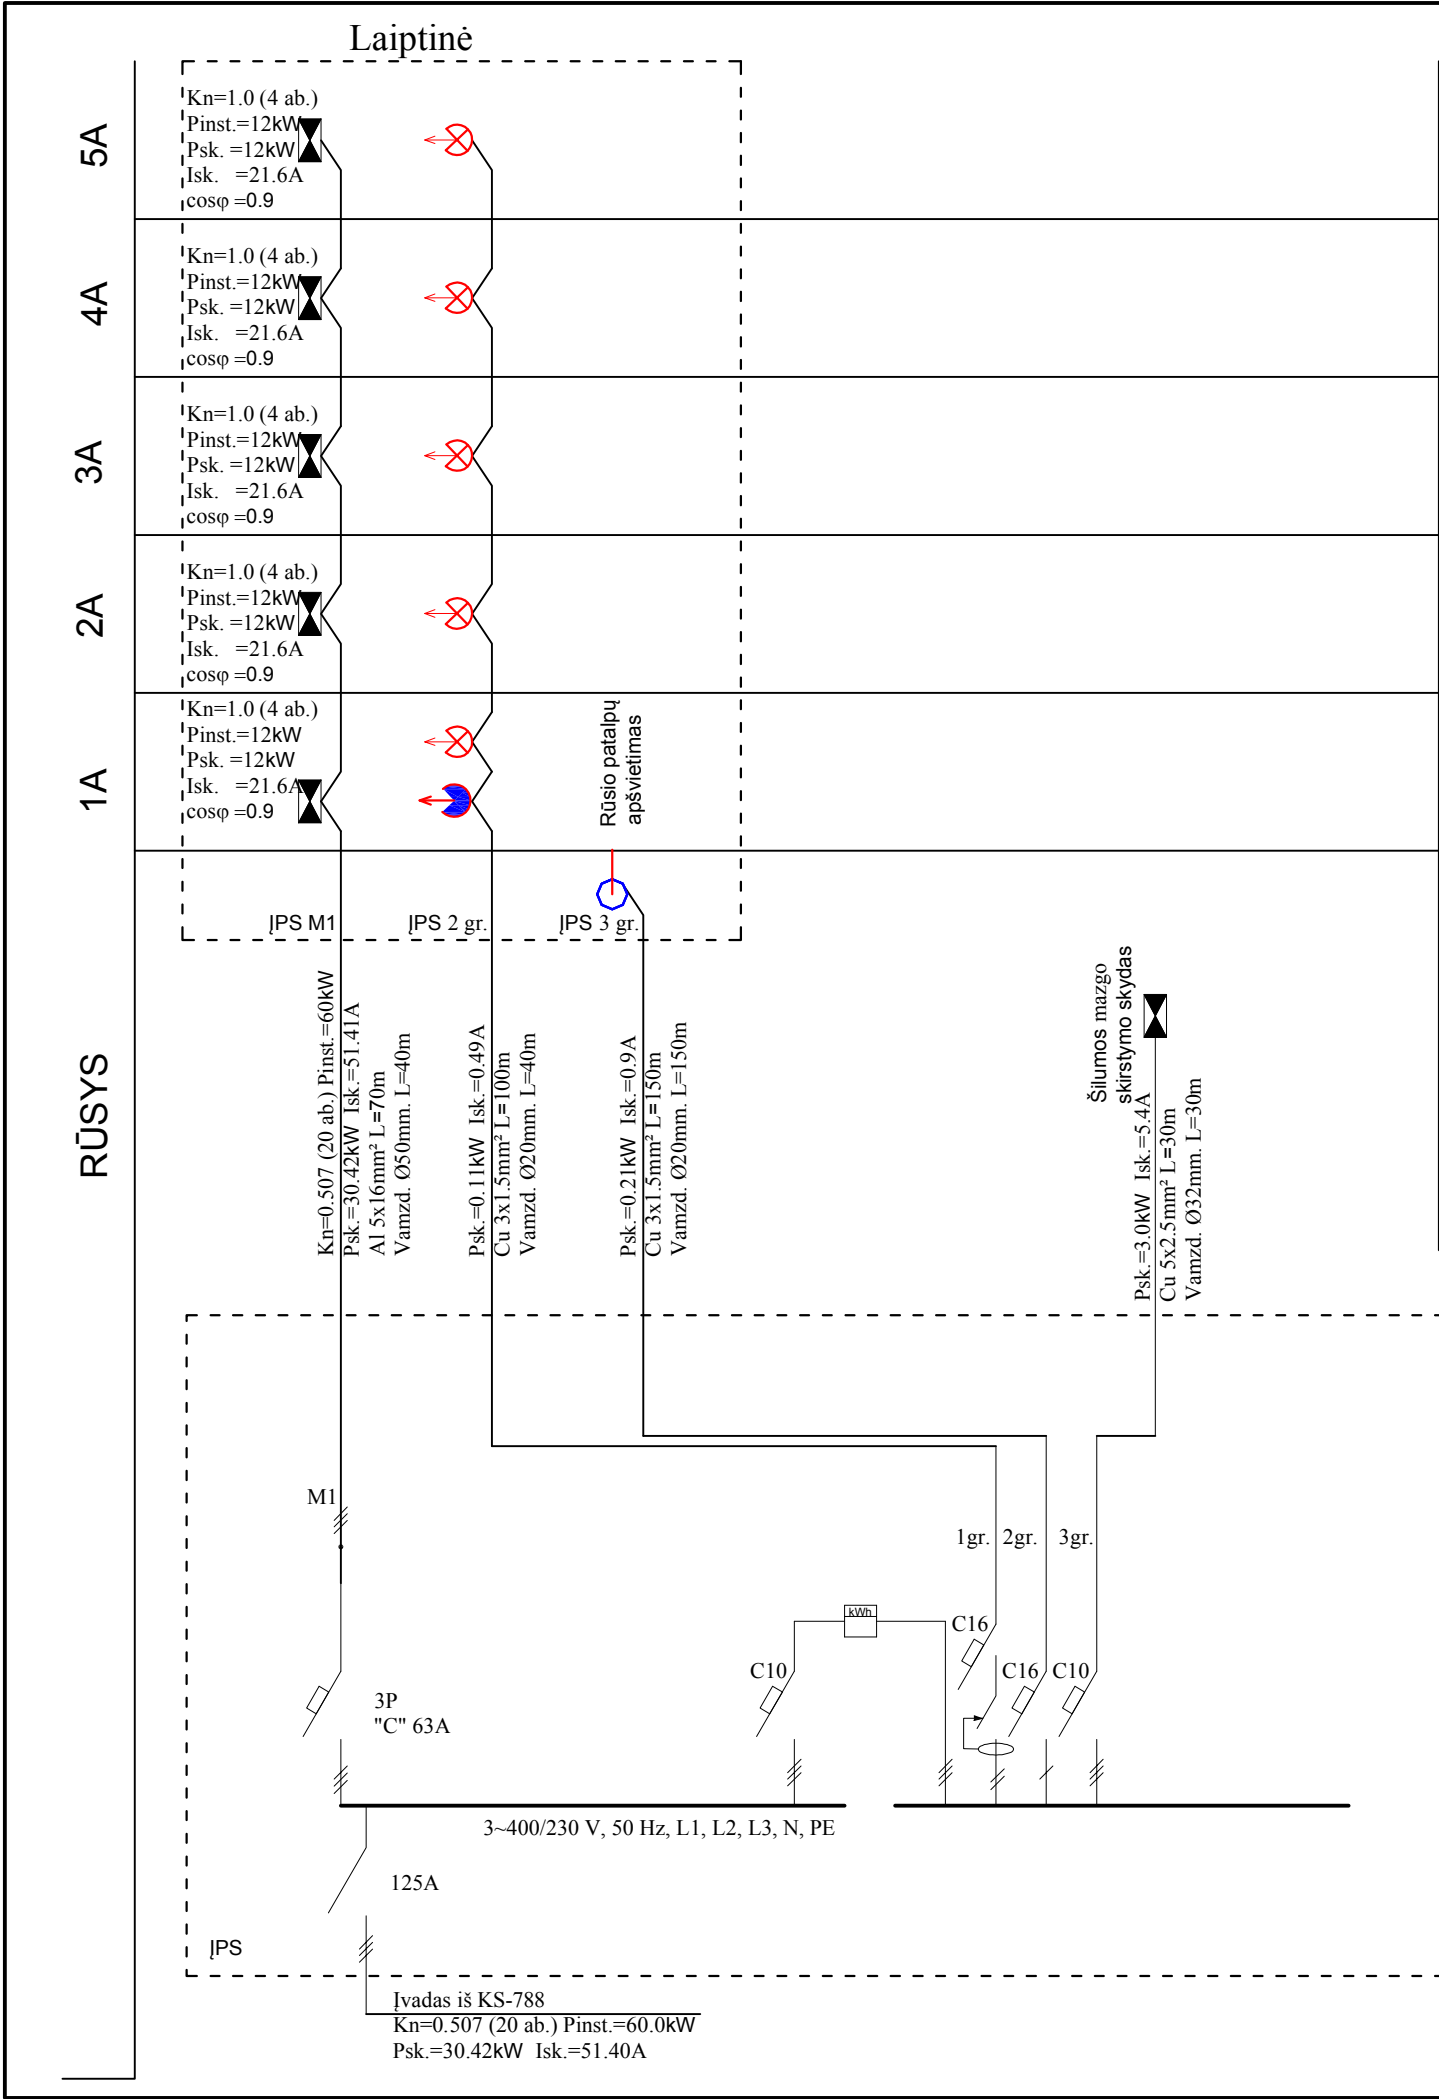 Laiptinė
5A
Kn=1.0 (4 ab.)
Pinst.=12kW
Psk. =12kW
Isk. =21.6A
cosφ =0.9
4A
Kn=1.0 (4 ab.)
Pinst.=12kW
Psk. =12kW
Isk. =21.6A
cosφ =0.9
3A
Kn=1.0 (4 ab.)
Pinst.=12kW
Psk. =12kW
Isk. =21.6A
cosφ =0.9
2A
Kn=1.0 (4 ab.)
Pinst.=12kW
Psk. =12kW
Isk. =21.6A
cosφ =0.9
1A
Kn=1.0 (4 ab.)
Pinst.=12kW
Psk. =12kW
Isk. =21.6A
cosφ =0.9
Rūsio patalpų
apšvietimas
ĮPS M1
ĮPS 2 gr.
ĮPS 3 gr.
RŪSYS
Kn=0.507 (20 ab.) Pinst.=60kW
Psk.=30.42kW Isk.=51.41A
Al 5x16mm² L=70m
Vamzd. Ø50mm. L=40m
Psk.=0.11kW Isk.=0.49A
Cu 3x1.5mm² L=100m
Vamzd. Ø20mm. L=40m
Psk.=0.21kW Isk.=0.9A
Cu 3x1.5mm² L=150m
Vamzd. Ø20mm. L=150m
Šilumos mazgo
skirstymo skydas
Psk.=3.0kW Isk.=5.4A
Cu 5x2.5mm² L=30m
Vamzd. Ø32mm. L=30m
M1
1gr.
2gr.
3gr.
kWh
C16
C10
C16
C10
3P
"C" 63A
3~400/230 V, 50 Hz, L1, L2, L3, N, PE
125A
ĮPS
Įvadas iš KS-788
Kn=0.507 (20 ab.) Pinst.=60.0kW
Psk.=30.42kW Isk.=51.40A